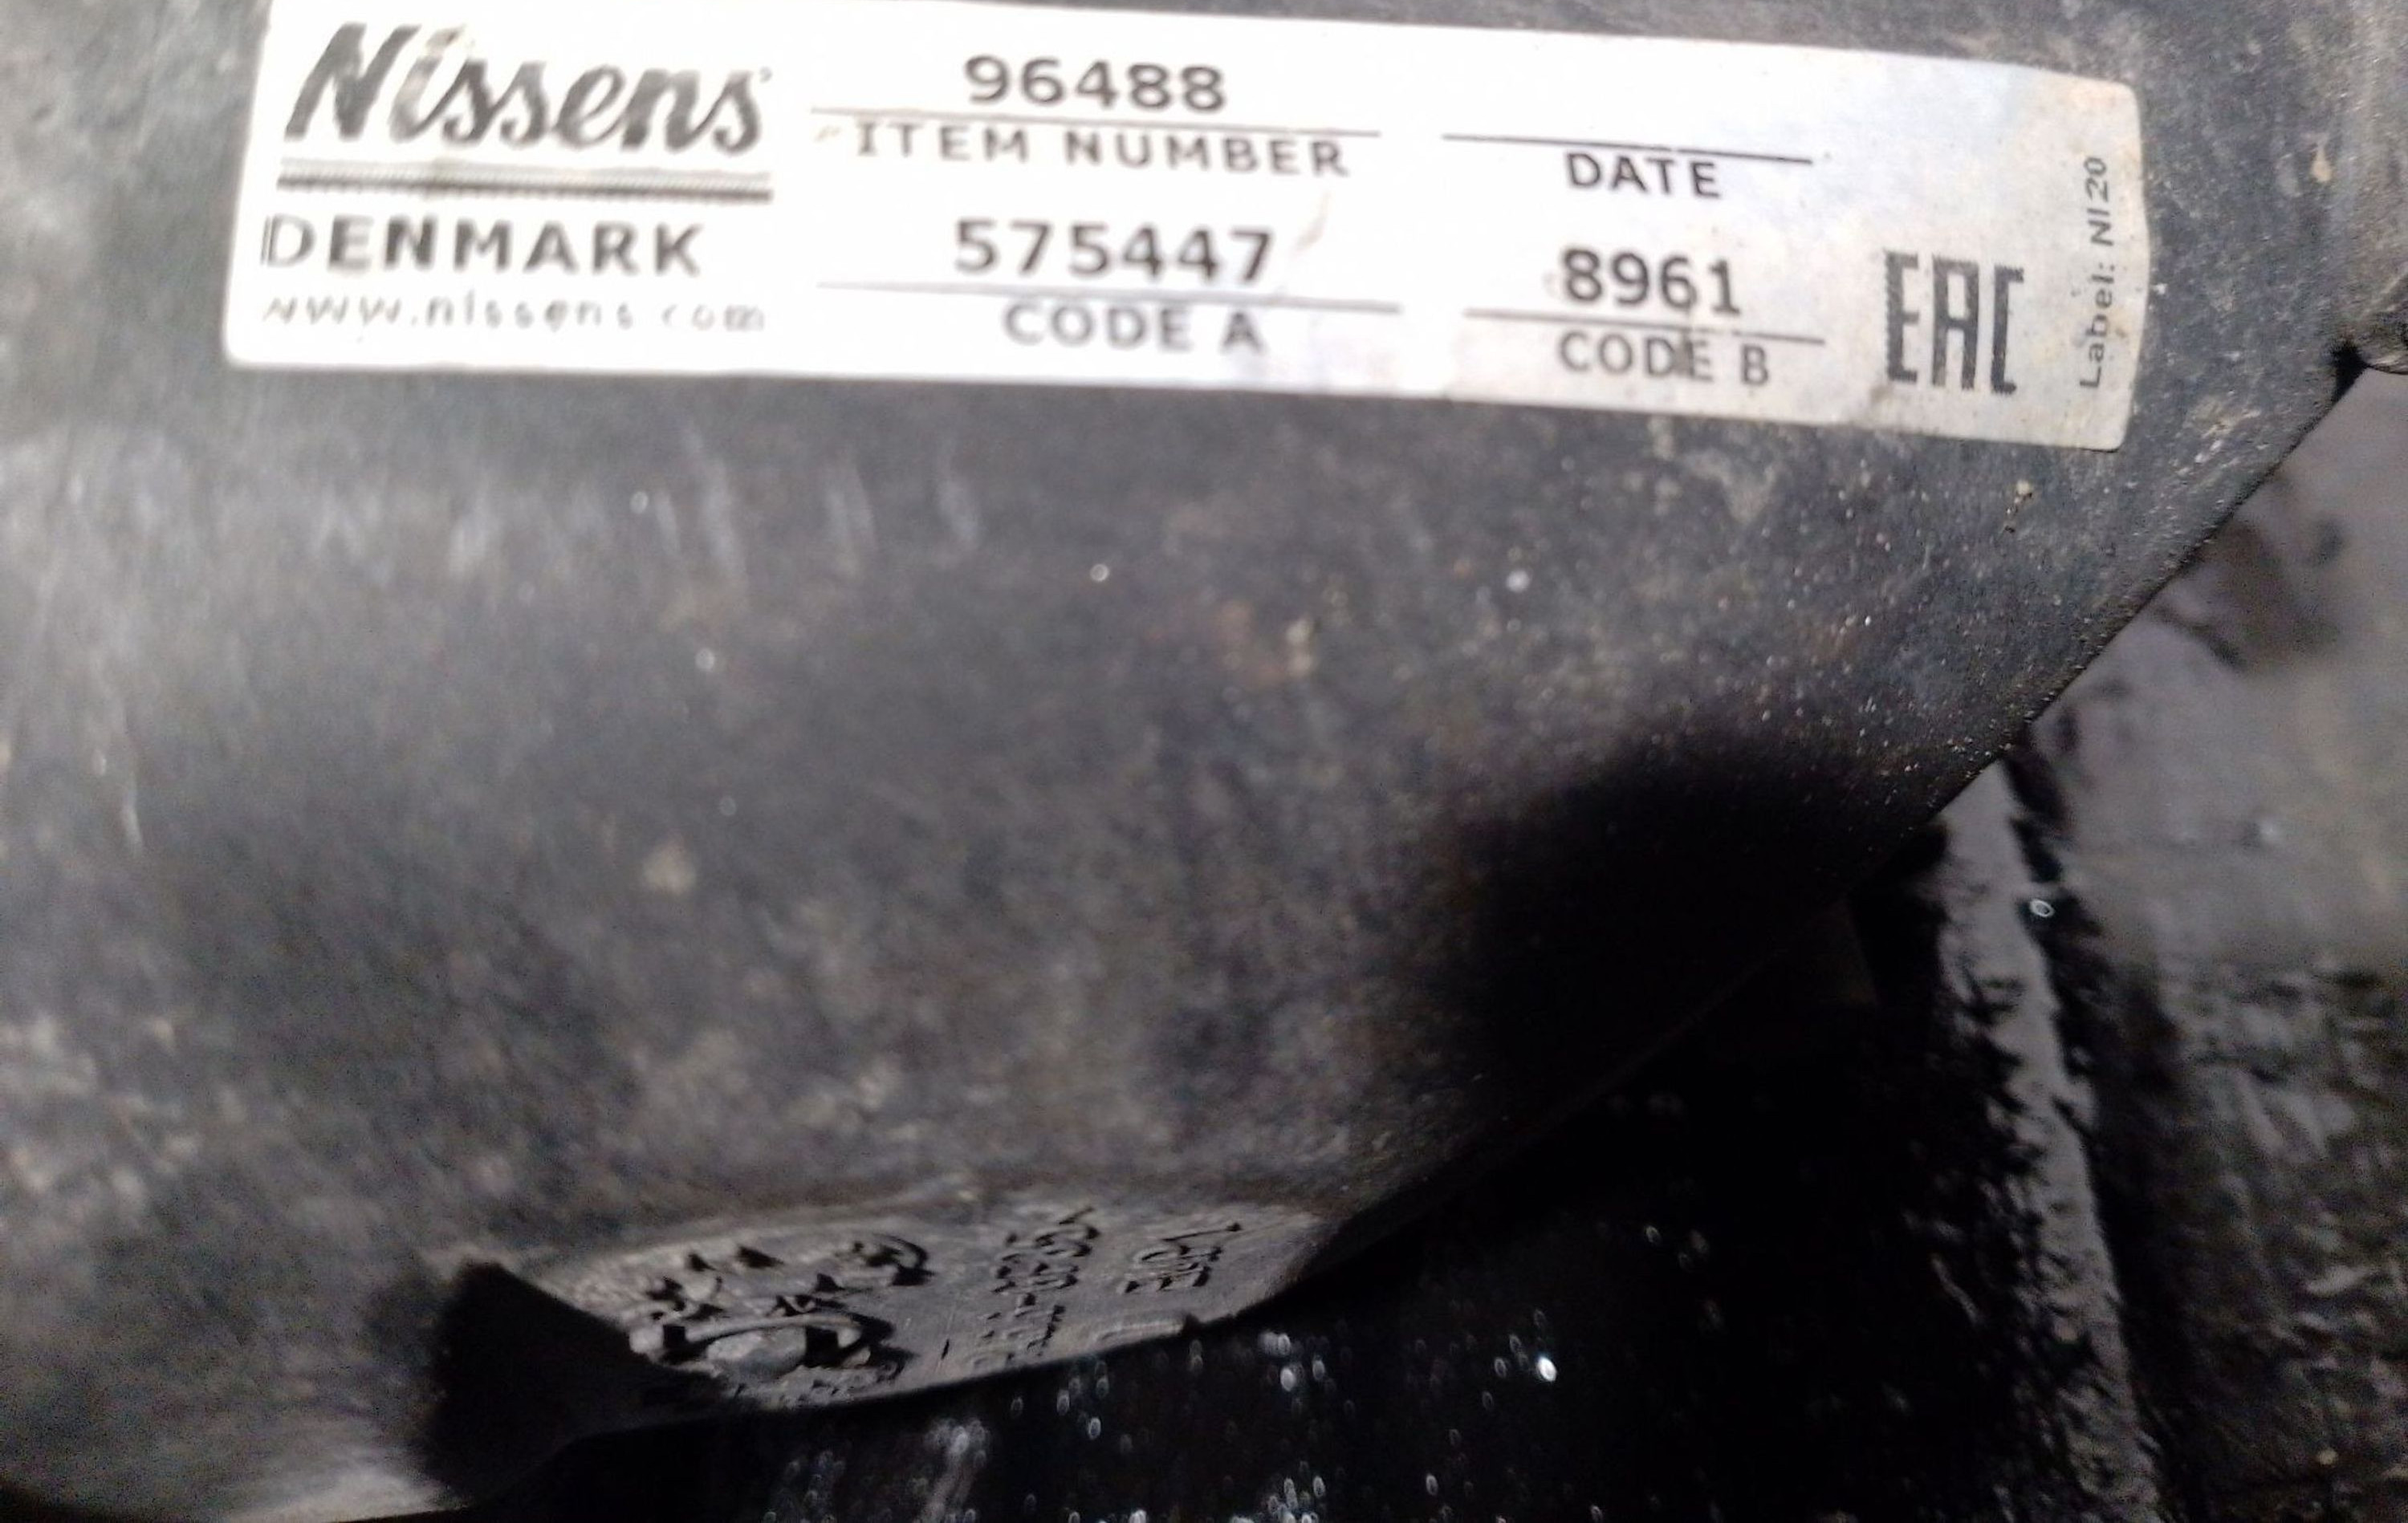 Nissens
DENMARK
www.nissens.com
96488
ITEM NUMBER
DATE
575447
CODE A
8961
CODE B
EAC
Label: NI20